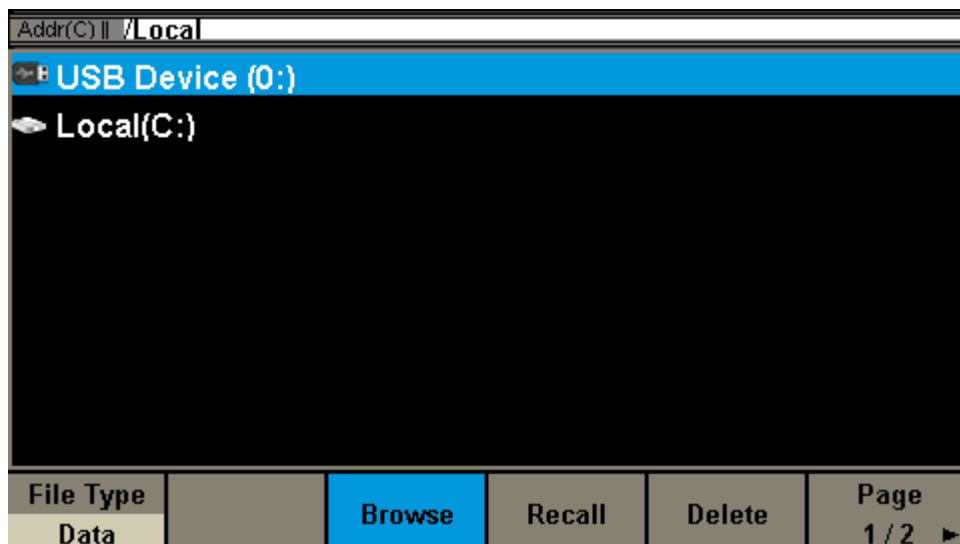 Addr(C) || /Local
USB Device (0:)
Local(C:)
File Type
Data
Browse
Recall
Delete
Page
1/2 ►